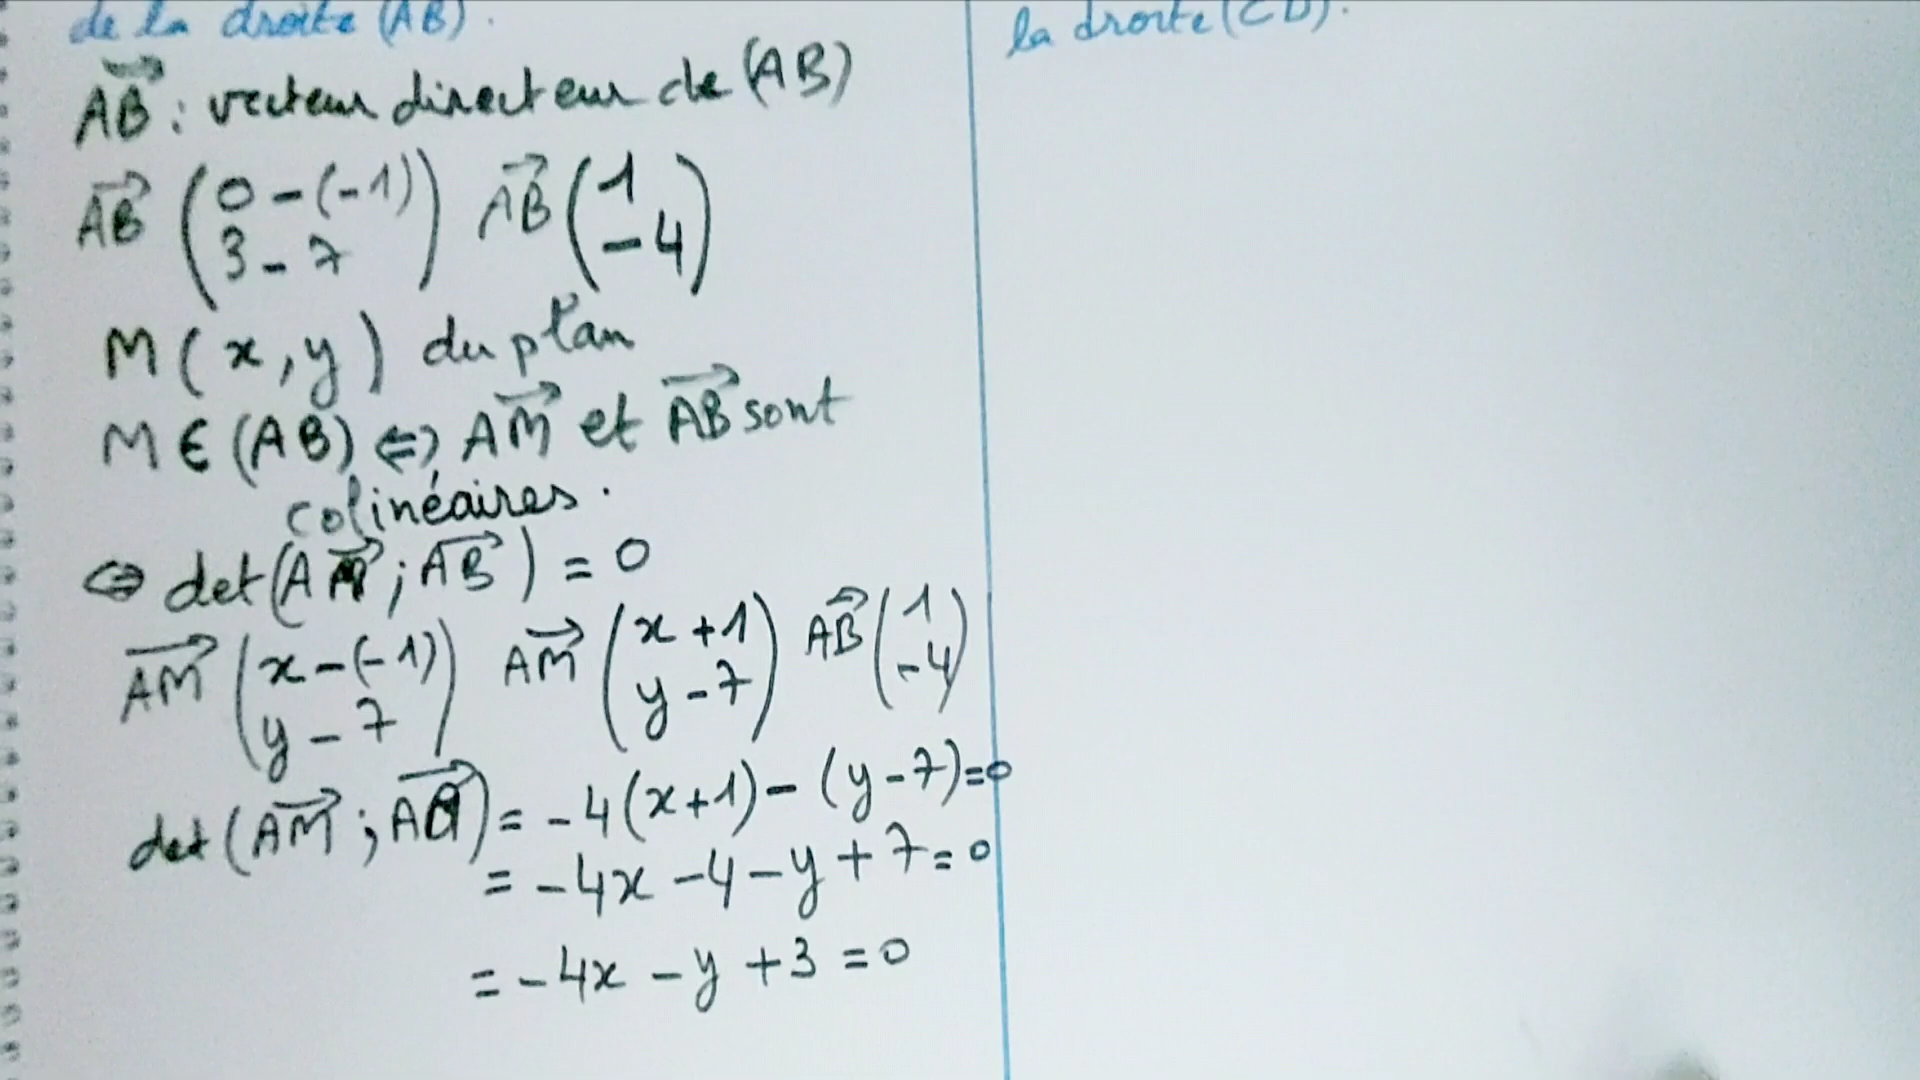 de la droite (AB).
la droite (CD).
AB : vecteur directeur de (AB)
AB (0 - (-1) AB (1
3 - 7) -4)
M(x, y) du plan
M ∈ (AB) ⇔ AM et AB sont
colinéaires.
⇔ det(AM ; AB) = 0
AM (x - (-1) AM (x + 1 AB (1
y - 7) y - 7) -4)
det(AM ; AB) = -4(x+1) - (y-7) = 0
= -4x - 4 - y + 7 = 0
= -4x - y + 3 = 0